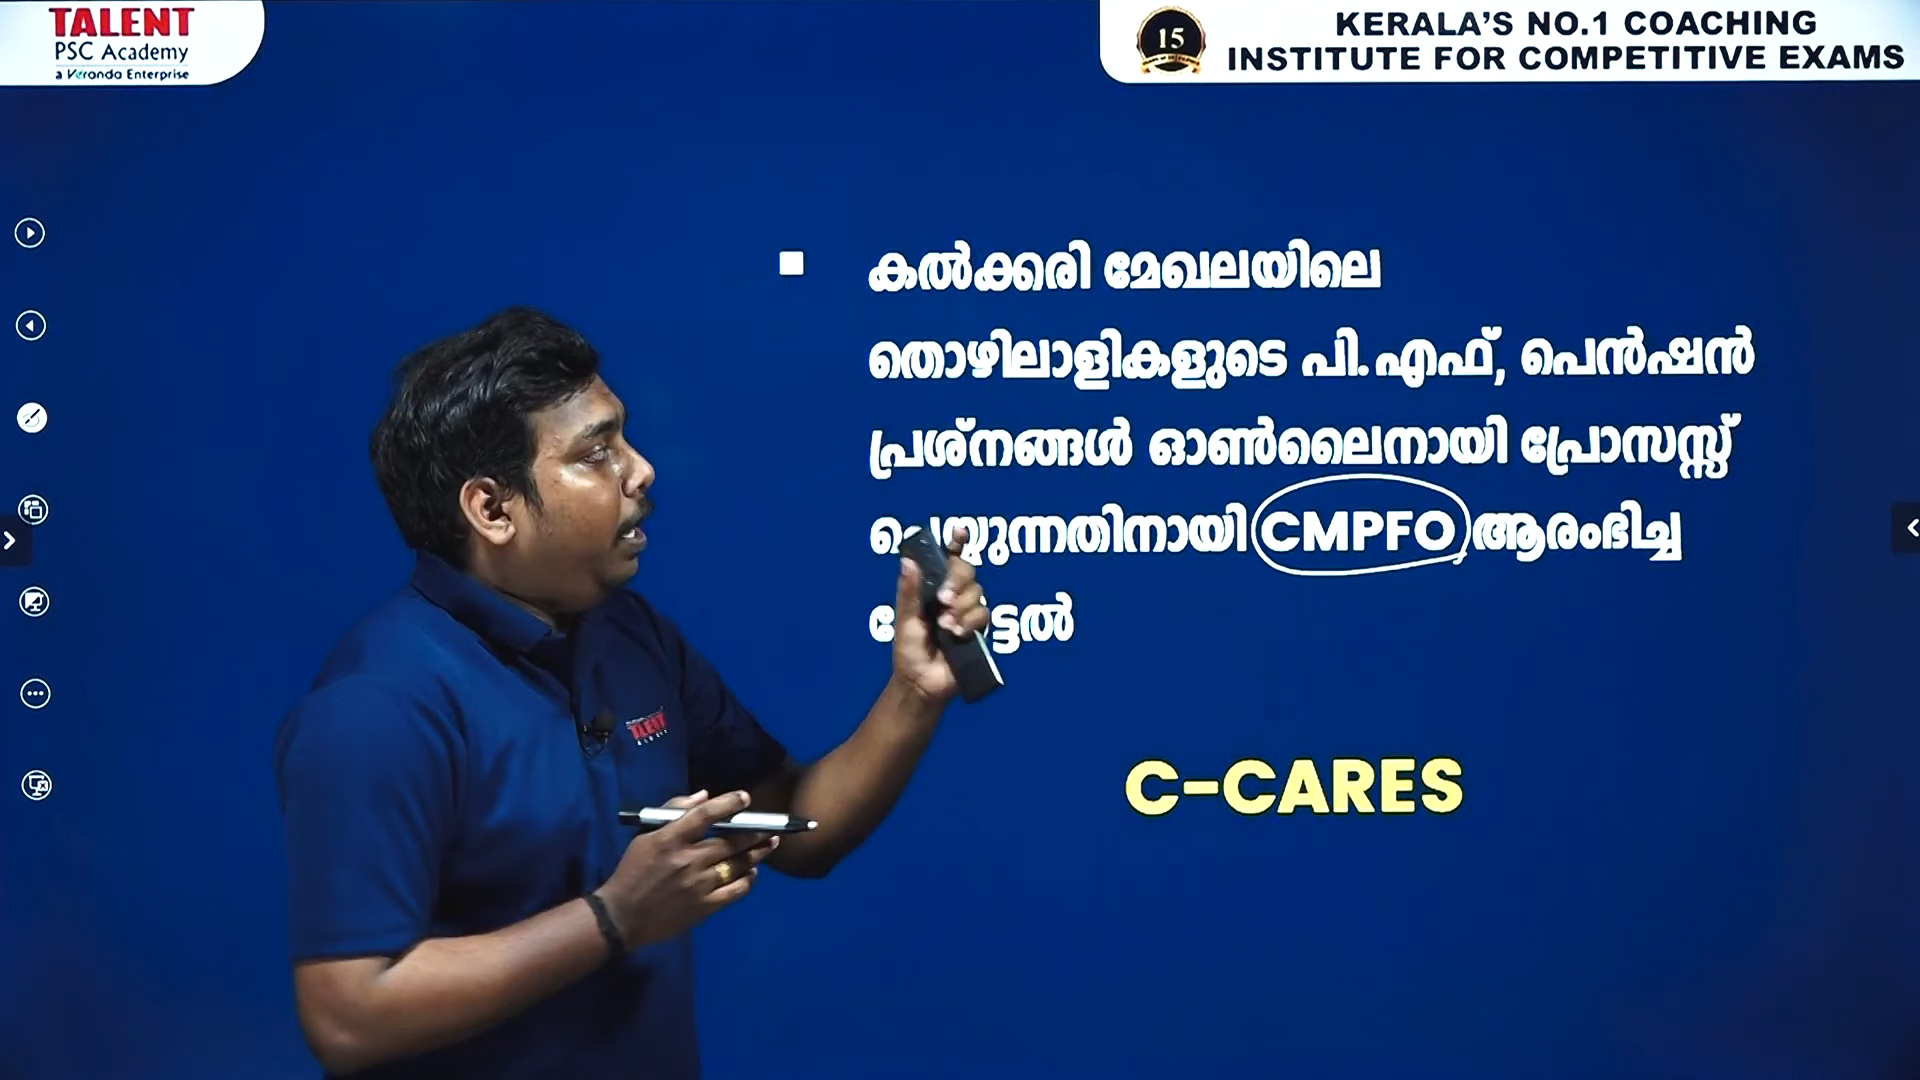 TALENT
PSC Academy
a Veranda Enterprise
15
KERALA'S NO.1 COACHING
INSTITUTE FOR COMPETITIVE EXAMS
കൽക്കരി മേഖലയിലെ
തൊഴിലാളികളുടെ പി.എഫ്, പെൻഷൻ
പ്രശ്നങ്ങൾ ഓൺലൈനായി പ്രോസസ്സ്
CMPFO ആരംഭിച്ച
C-CARES